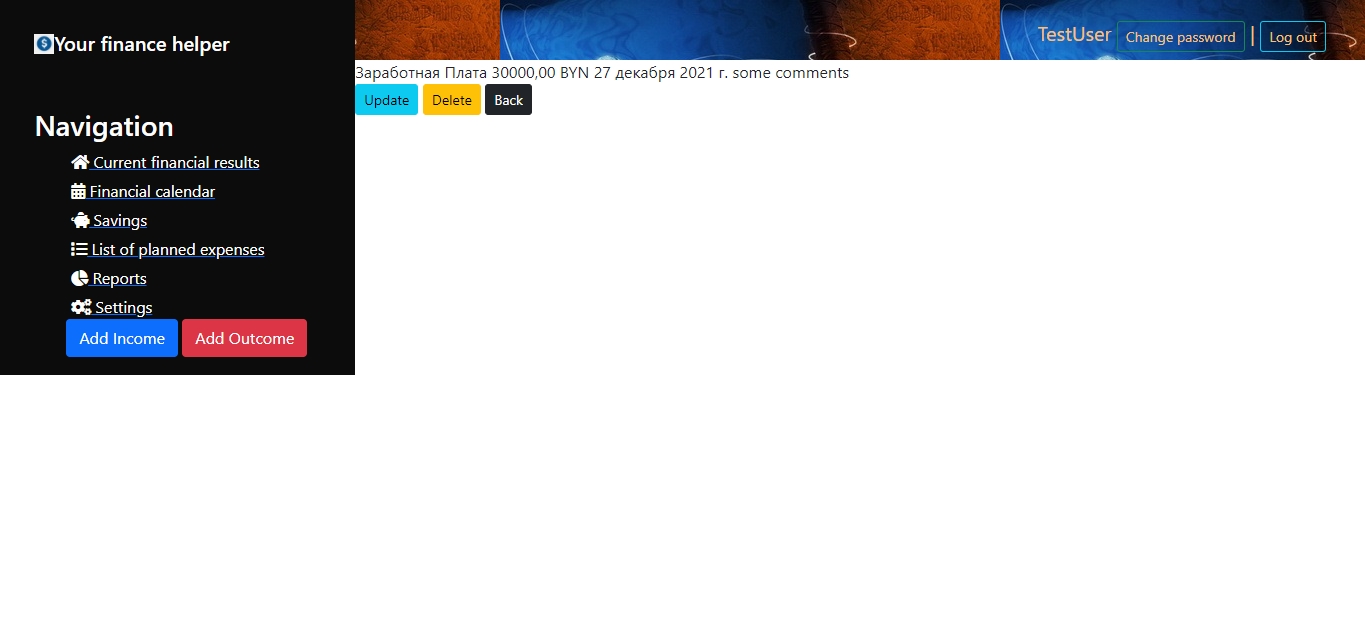 Your finance helper
TestUser Change password | Log out
Заработная Плата 30000,00 BYN 27 декабря 2021 г. some comments
Update Delete Back
Navigation
Current financial results
Financial calendar
Savings
List of planned expenses
Reports
Settings
Add Income Add Outcome